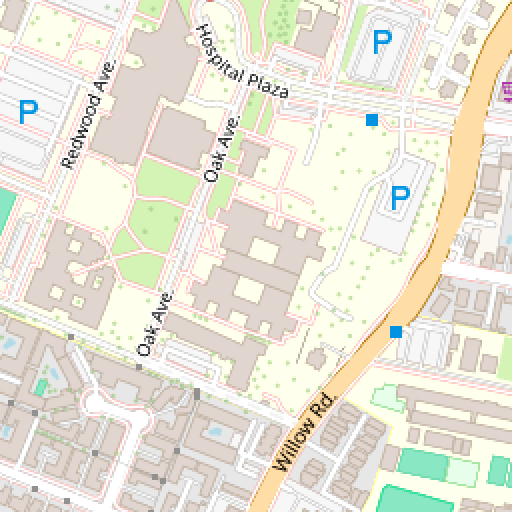 P
Hospital Plaza
P
Redwood Ave.
Oak Ave.
P
Oak Ave.
Willow Rd.